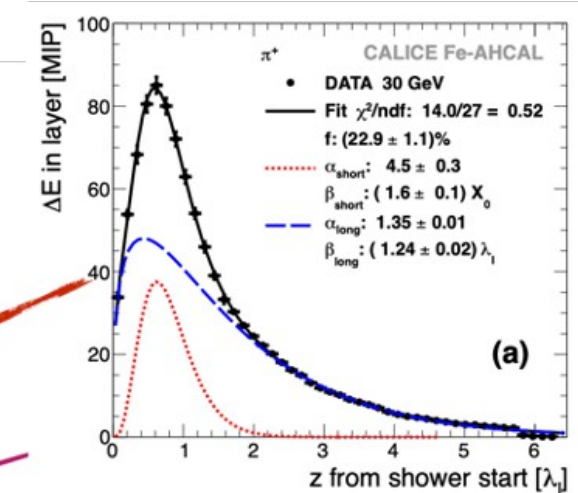 100
80
60
40
20
0
ΔE in layer [MIP]
π⁺ CALICE Fe-AHCAL
DATA 30 GeV
Fit χ²/ndf: 14.0/27 = 0.52
f: (22.9 ± 1.1)%
α_short: 4.5 ± 0.3
β_short: (1.6 ± 0.1) X₀
α_long: 1.35 ± 0.01
β_long: (1.24 ± 0.02) λ_I
(a)
0 1 2 3 4 5 6
z from shower start [λ_I]